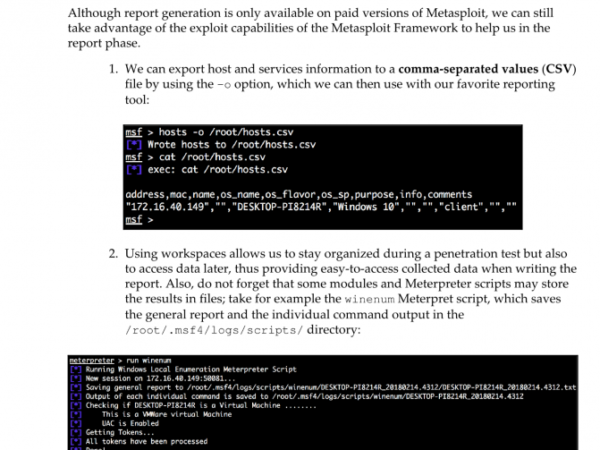 Although report generation is only available on paid versions of Metasploit, we can still
take advantage of the exploit capabilities of the Metasploit Framework to help us in the
report phase.
1. We can export host and services information to a comma-separated values (CSV)
file by using the -o option, which we can then use with our favorite reporting
tool:
msf > hosts -o /root/hosts.csv
[*] Wrote hosts to /root/hosts.csv
msf > cat /root/hosts.csv
[*] exec: cat /root/hosts.csv
address,mac,name,os_name,os_flavor,os_sp,purpose,info,comments
"172.16.40.149","","DESKTOP-PI8Z14R","Windows 10","","","client","",""
msf >
2. Using workspaces allows us to stay organized during a penetration test but also
to access data later, thus providing easy-to-access collected data when writing the
report. Also, do not forget that some modules and Meterpreter scripts may store
the results in files; take for example the winenum Meterpret script, which saves
the general report and the individual command output in the
/root/.msf4/logs/scripts/ directory:
meterpreter > run winenum
[*] Running Windows Local Enumeration Meterpreter Script
[*] New session on 172.16.40.149:50081...
[*] Saving general report to /root/.msf4/logs/scripts/winenum/DESKTOP-PI8Z14R_20180214.4312/DESKTOP-PI8Z14R_20180214.4312.txt
[*] Output of each individual command is saved to /root/.msf4/logs/scripts/winenum/DESKTOP-PI8Z14R_20180214.4312
[*] Checking if DESKTOP-PI8Z14R is a Virtual Machine ........
[*] This is a VMWare virtual Machine
[*] UAC is Enabled
[*] Getting Tokens...
[*] All tokens have been processed